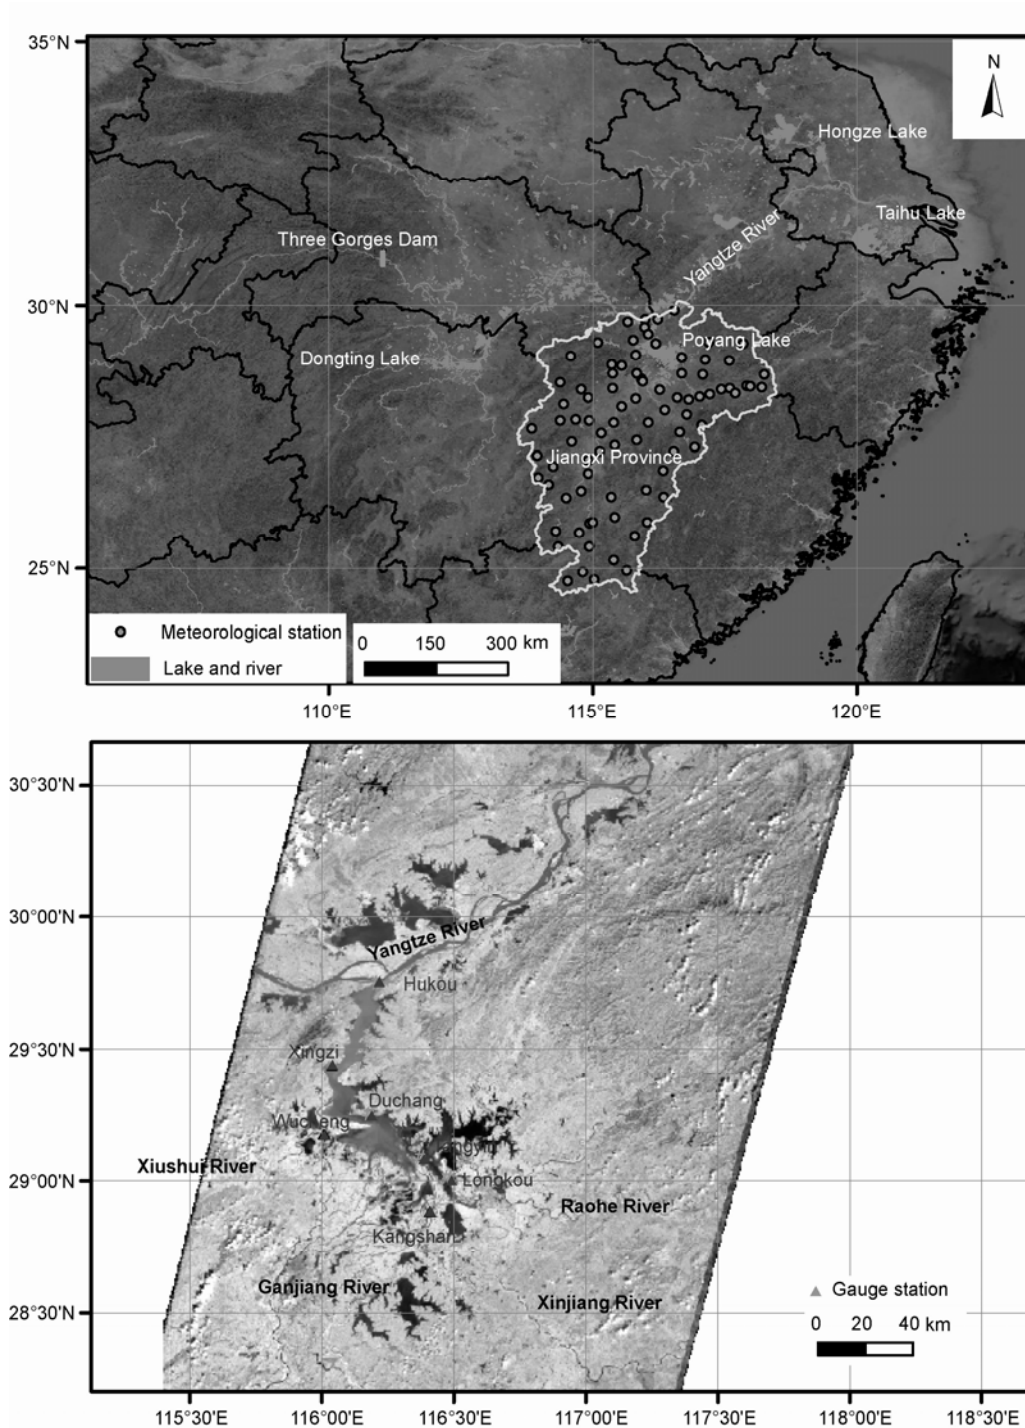 35°N
N
Hongze Lake
Taihu Lake
Three Gorges Dam
Yangtze River
30°N
Poyang Lake
Dongting Lake
Jiangxi Province
25°N
Meteorological station
Lake and river
0 150 300 km
110°E 115°E 120°E
30°30'N
30°00'N
Yangtze River
Hukou
29°30'N
Xingzi
Duchang
Wucheng
Xiushui River
29°00'N
Longkou
Raohe River
Kangshan
Ganjiang River
Xinjiang River
28°30'N
Gauge station
0 20 40 km
115°30'E 116°00'E 116°30'E 117°00'E 117°30'E 118°00'E 118°30'E